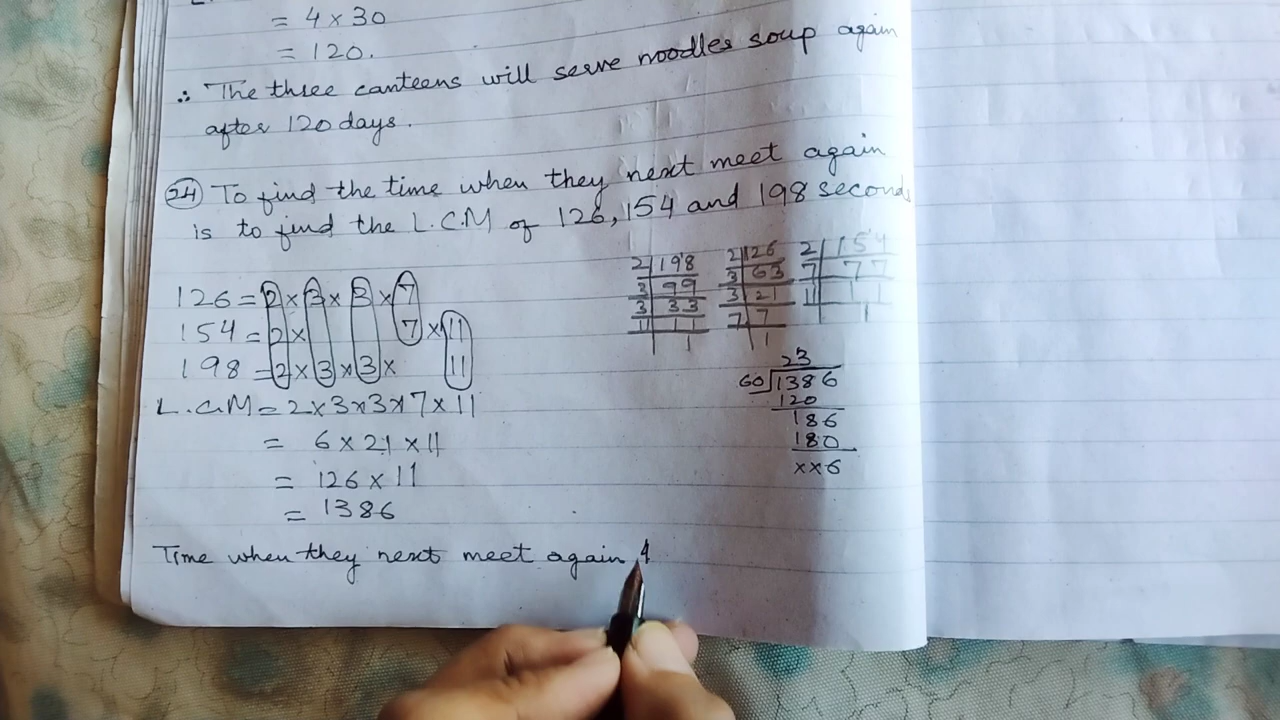 = 4 × 30
= 120.
∴ The three canteens will serve noodles soup again
after 120 days.
24 To find the time when they next meet again
is to find the L.C.M of 126, 154 and 198 seconds
2 | 198
3 | 99
3 | 33
11 | 11
1
2 | 126
3 | 63
3 | 21
7 | 7
1
2 | 154
7 | 77
11 | 11
1
126 = 2 × 3 × 3 × 7
154 = 2 × 7 × 11
198 = 2 × 3 × 3 × 11
L.C.M = 2×3×3×7×11
= 6 × 21 × 11
= 126 × 11
= 1386
23
60 ) 1386
120
186
180
××6
Time when they next meet again